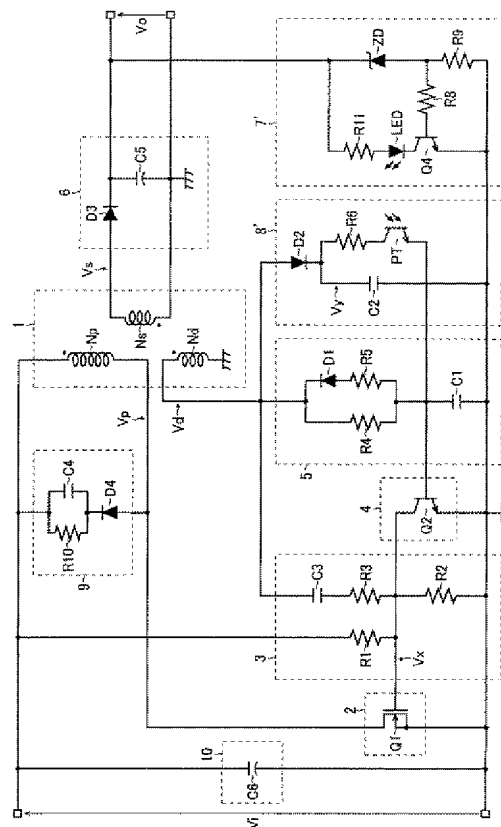 Vo
6
D3
C5
Vs
1
Np
Ns
Nd
Vp
Vd
C4
R10
D4
9
10
C6
Vi
7'
R11
LED
ZD
R8
R9
Q4
8'
D2
R6
Vy
C2
PT
5
D1
R4
R5
C1
4
Q2
3
C3
R1
R3
R2
Vx
2
Q1